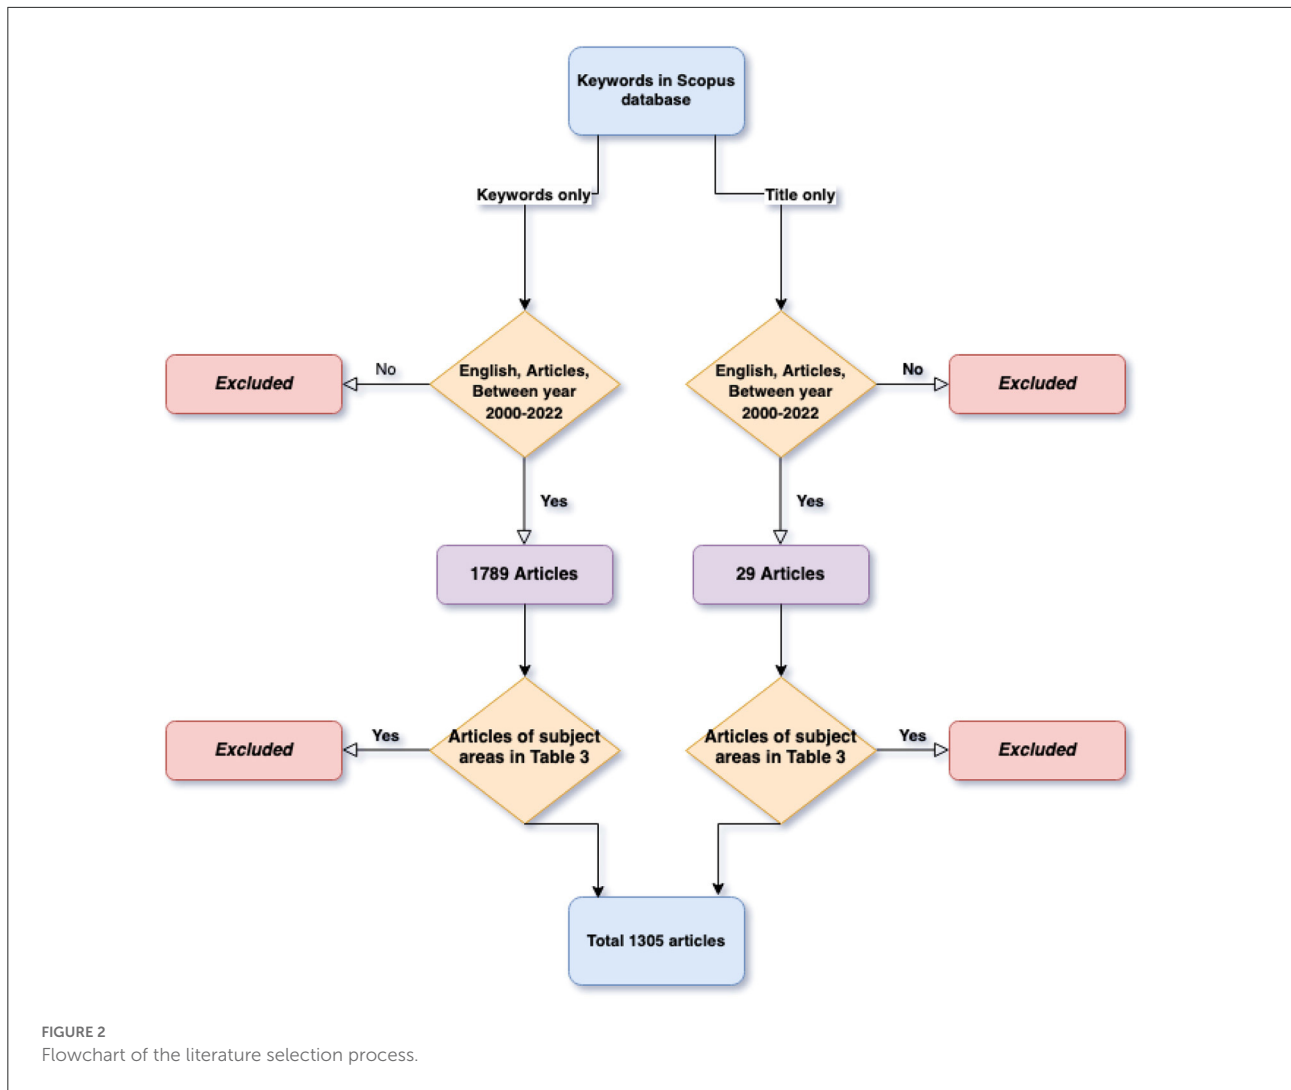 Keywords in Scopus
database
Keywords only
Title only
English, Articles,
Between year
2000-2022
No
Excluded
English, Articles,
Between year
2000-2022
No
Excluded
Yes
Yes
1789 Articles
29 Articles
Articles of subject
areas in Table 3
Yes
Excluded
Articles of subject
areas in Table 3
Yes
Excluded
Total 1305 articles
FIGURE 2
Flowchart of the literature selection process.